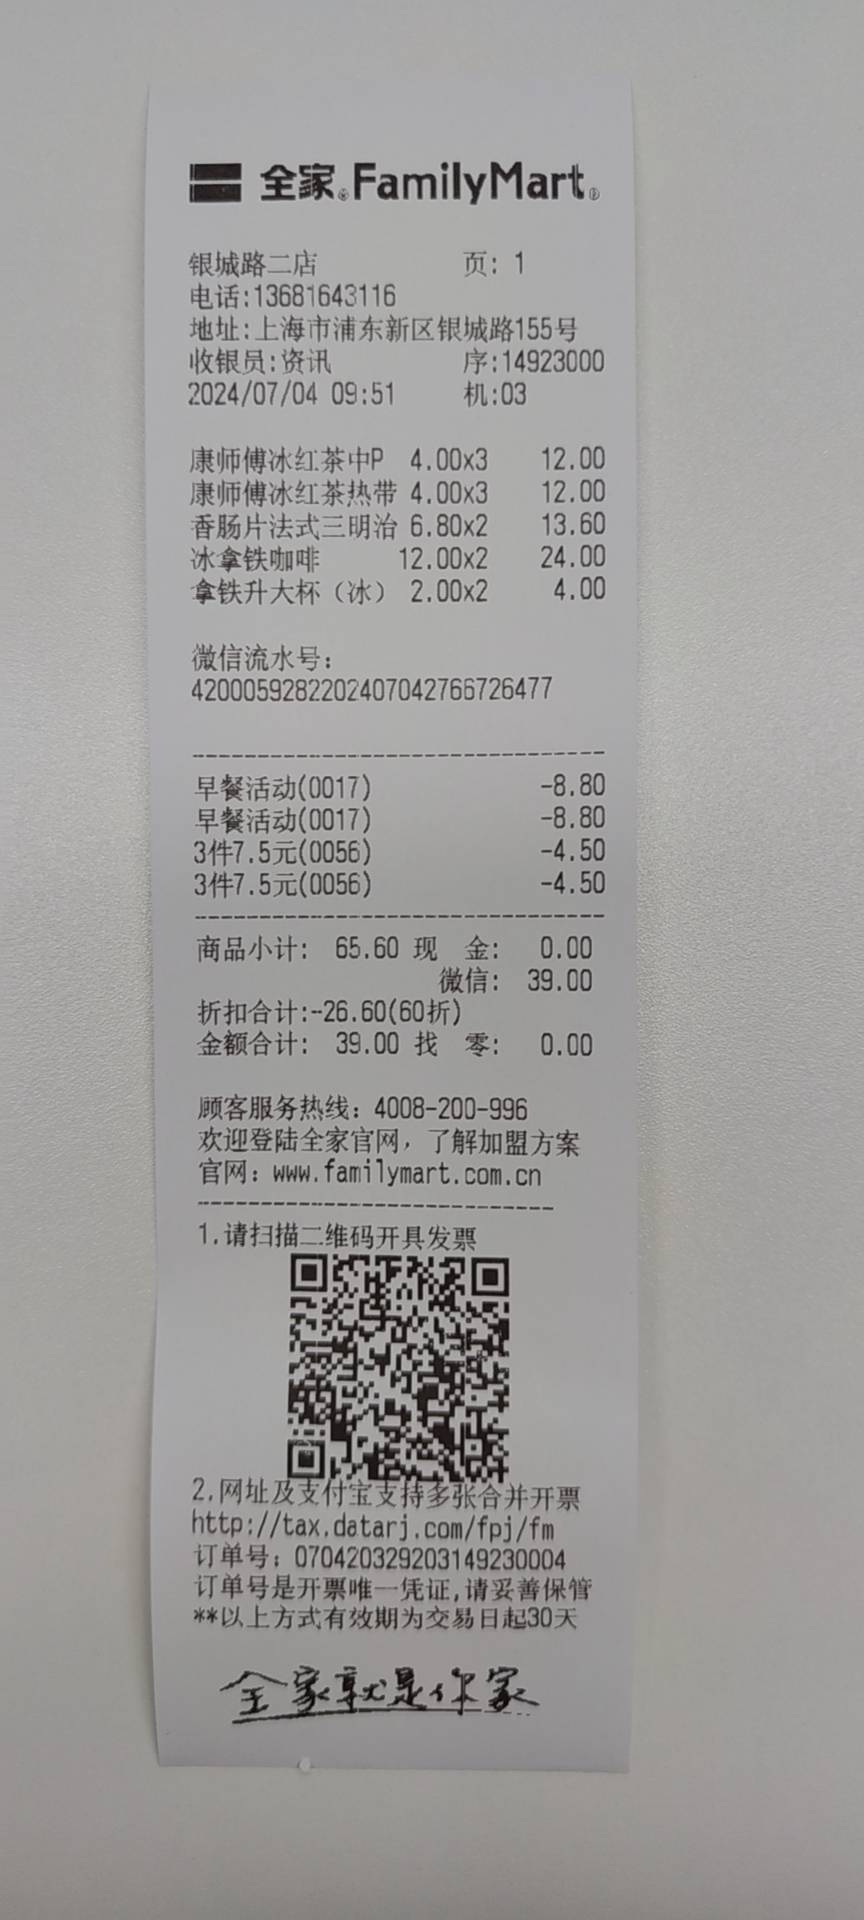 全家® FamilyMart®
银城路二店 页: 1
电话:13681643116
地址:上海市浦东新区银城路155号
收银员:资讯 序:14923000
2024/07/04 09:51 机:03
康师傅冰红茶中P 4.00x3 12.00
康师傅冰红茶热带 4.00x3 12.00
香肠片法式三明治 6.80x2 13.60
冰拿铁咖啡 12.00x2 24.00
拿铁升大杯（冰） 2.00x2 4.00
微信流水号:
4200059282202407042766726477
--------------------------------
早餐活动(0017) -8.80
早餐活动(0017) -8.80
3件7.5元(0056) -4.50
3件7.5元(0056) -4.50
--------------------------------
商品小计: 65.60 现 金: 0.00
微信: 39.00
折扣合计:-26.60(60折)
金额合计: 39.00 找 零: 0.00
顾客服务热线: 4008-200-996
欢迎登陆全家官网，了解加盟方案
官网: www.familymart.com.cn
----------------------------
1.请扫描二维码开具发票
2.网址及支付宝支持多张合并开票
http://tax.datarj.com/fpj/fm
订单号: 070420329203149230004
订单号是开票唯一凭证,请妥善保管
**以上方式有效期为交易日起30天
全家就是你家